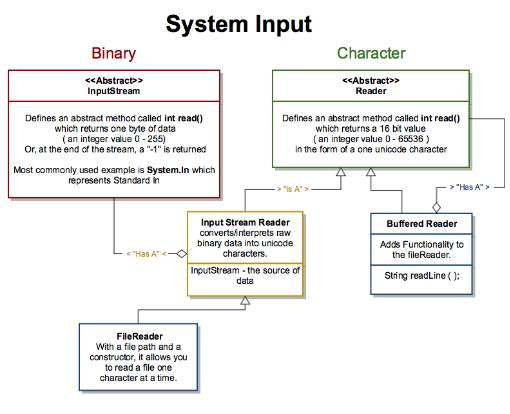 System Input
Binary
Character
<<Abstract>>
InputStream
Defines an abstract method called int read()
which returns one byte of data
( an integer value 0 - 255)
Or, at the end of the stream, a "-1" is returned
Most commonly used example is System.In which
represents Standard In
<<Abstract>>
Reader
Defines an abstract method called int read()
which returns a 16 bit value
( an integer value 0 - 65536 )
in the form of a one unicode character
> "Is A" >
> "Has A" >
< "Has A" <
Input Stream Reader
converts/interprets raw
binary data into unicode
characters.
InputStream - the source of
data
Buffered Reader
Adds Functionality to
the fileReader.
String readLine ( );
FileReader
With a file path and a
constructor, it allows you
to read a file one
character at a time.